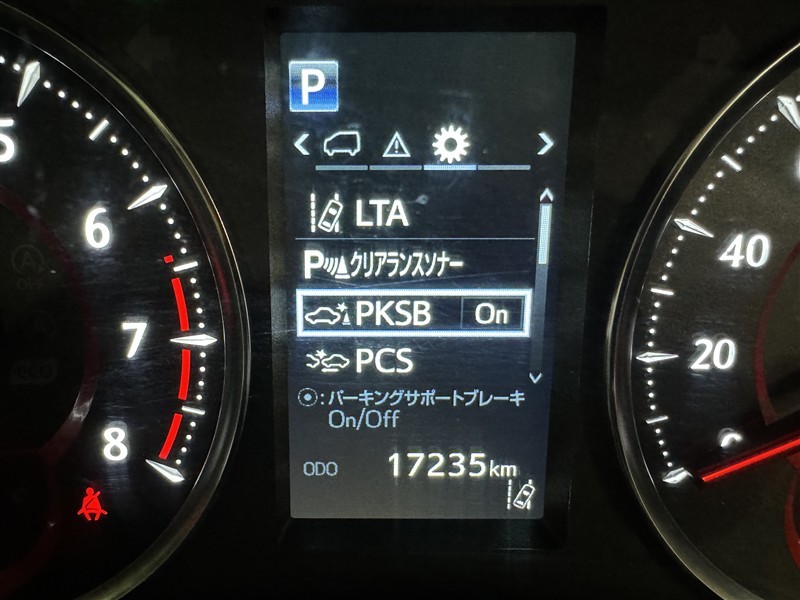 P
LTA
クリアランスソナー
PKSB On
PCS
:パーキングサポートブレーキ
On/Off
ODO 17235km
5
6
7
8
40
20